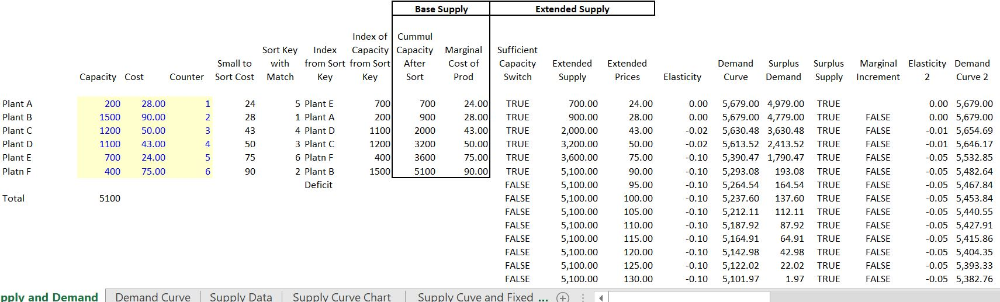 Base Supply Extended Supply
Index of Cummul
Sort Key Index Capacity Capacity Marginal Sufficient
Small to with from Sort from Sort After Cost of Capacity Extended Extended Demand Surplus Surplus Marginal Elasticity Demand
Capacity Cost Counter Sort Cost Match Key Key Sort Prod Switch Supply Prices Elasticity Curve Demand Supply Increment 2 Curve 2
Plant A 200 28.00 1 24 5 Plant E 700 700 24.00 TRUE 700.00 24.00 0.00 5,679.00 4,979.00 TRUE 0.00 5,679.00
Plant B 1500 90.00 2 28 1 Plant A 200 900 28.00 TRUE 900.00 28.00 0.00 5,679.00 4,779.00 TRUE FALSE 0.00 5,679.00
Plant C 1200 50.00 3 43 4 Plant D 1100 2000 43.00 TRUE 2,000.00 43.00 -0.02 5,630.48 3,630.48 TRUE FALSE -0.01 5,654.69
Plant D 1100 43.00 4 50 3 Plant C 1200 3200 50.00 TRUE 3,200.00 50.00 -0.02 5,613.52 2,413.52 TRUE FALSE -0.01 5,646.17
Plant E 700 24.00 5 75 6 Platn F 400 3600 75.00 TRUE 3,600.00 75.00 -0.10 5,390.47 1,790.47 TRUE FALSE -0.05 5,532.85
Platn F 400 75.00 6 90 2 Plant B 1500 5100 90.00 TRUE 5,100.00 90.00 -0.10 5,293.08 193.08 TRUE FALSE -0.05 5,482.64
Deficit FALSE 5,100.00 95.00 -0.10 5,264.54 164.54 TRUE FALSE -0.05 5,467.84
Total 5100 FALSE 5,100.00 100.00 -0.10 5,237.60 137.60 TRUE FALSE -0.05 5,453.84
FALSE 5,100.00 105.00 -0.10 5,212.11 112.11 TRUE FALSE -0.05 5,440.55
FALSE 5,100.00 110.00 -0.10 5,187.92 87.92 TRUE FALSE -0.05 5,427.91
FALSE 5,100.00 115.00 -0.10 5,164.91 64.91 TRUE FALSE -0.05 5,415.86
FALSE 5,100.00 120.00 -0.10 5,142.98 42.98 TRUE FALSE -0.05 5,404.35
FALSE 5,100.00 125.00 -0.10 5,122.02 22.02 TRUE FALSE -0.05 5,393.33
FALSE 5,100.00 130.00 -0.10 5,101.97 1.97 TRUE FALSE -0.05 5,382.76
pply and Demand Demand Curve Supply Data Supply Curve Chart Supply Cuve and Fixed ...